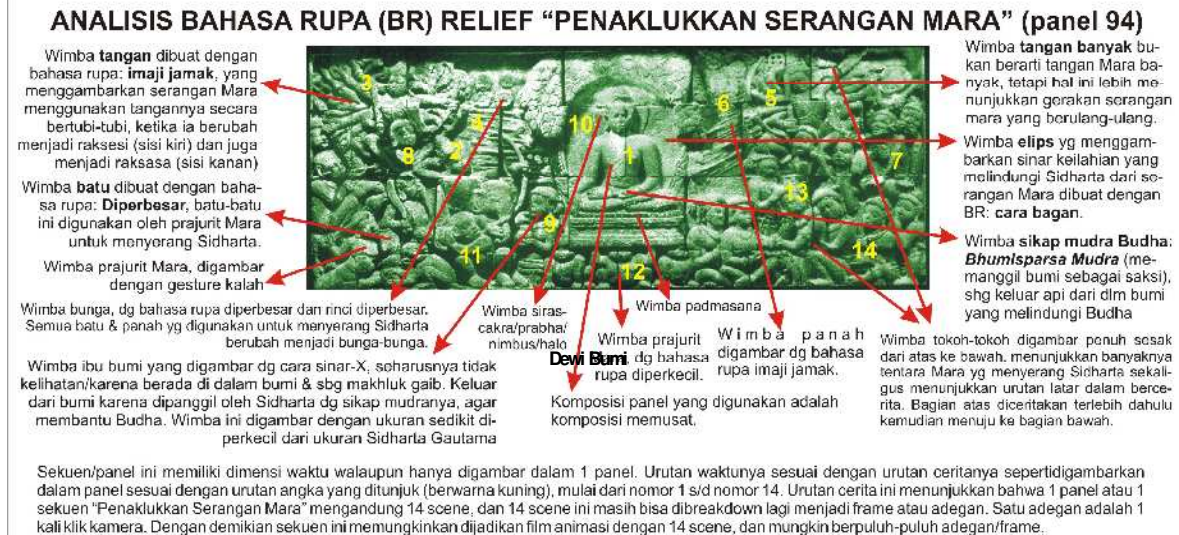 ANALISIS BAHASA RUPA (BR) RELIEF “PENAKLUKKAN SERANGAN MARA” (panel 94)
Wimba tangan dibuat dengan
bahasa rupa: imaji jamak, yang
menggambarkan serangan Mara
menggunakan tangannya secara
bertubi-tubi, ketika ia berubah
menjadi raksesi (sisi kiri) dan juga
menjadi raksasa (sisi kanan)
Wimba batu dibuat dengan baha-
sa rupa: Diperbesar, batu-batu
ini digunakan oleh prajurit Mara
untuk menyerang Sidharta.
Wimba prajurit Mara, digambar
dengan gesture kalah
Wimba bunga, dg bahasa rupa diperbesar dan rinci diperbesar.
Semua batu & panah yg digunakan untuk menyerang Sidharta
berubah menjadi bunga-bunga.
Wimba ibu bumi yang digambar dg cara sinar-X, seharusnya tidak
kelihatan/karena berada di dalam bumi & sbg makhluk gaib. Keluar
dari bumi karena dipanggil oleh Sidharta dg sikap mudranya, agar
membantu Budha. Wimba ini digambar dengan ukuran sedikit di-
perkecil dari ukuran Sidharta Gautama
3
4
2
8
10
1
6
5
7
9
11
12
13
14
Wimba siras-
cakra/prabha/
nimbus/halo
Wimba padmasana
Wimba prajurit
dg bahasa
rupa diperkecil.
Dewi Bumi
Wimba panah
digambar dg bahasa
rupa imaji jamak.
Komposisi panel yang digunakan adalah
komposisi memusat.
Wimba tangan banyak bu-
kan berarti tangan Mara ba-
nyak, tetapi hal ini lebih me-
nunjukkan gerakan serangan
mara yang berulang-ulang.
Wimba elips yg menggam-
barkan sinar keilahian yang
melindungi Sidharta dari se-
rangan Mara dibuat dengan
BR: cara bagan.
Wimba sikap mudra Budha:
Bhumisparsa Mudra (me-
manggil bumi sebagai saksi),
shg keluar api dari dlm bumi
yang melindungi Budha
Wimba tokoh-tokoh digambar penuh sesak
dari atas ke bawah. menunjukkan banyaknya
tentara Mara yg menyerang Sidharta sekali-
gus menunjukkan urutan latar dalam berce-
rita. Bagian atas diceritakan terlebih dahulu
kemudian menuju ke bagian bawah.
Sekuen/panel ini memiliki dimensi waktu walaupun hanya digambar dalam 1 panel. Urutan waktunya sesuai dengan urutan ceritanya sepertidigambarkan
dalam panel sesuai dengan urutan angka yang ditunjuk (berwarna kuning), mulai dari nomor 1 s/d nomor 14. Urutan cerita ini menunjukkan bahwa 1 panel atau 1
sekuen “Penaklukkan Serangan Mara” mengandung 14 scene, dan 14 scene ini masih bisa dibreakdown lagi menjadi frame atau adegan. Satu adegan adalah 1
kali klik kamera. Dengan demikian sekuen ini memungkinkan dijadikan film animasi dengan 14 scene, dan mungkin berpuluh-puluh adegan/frame.